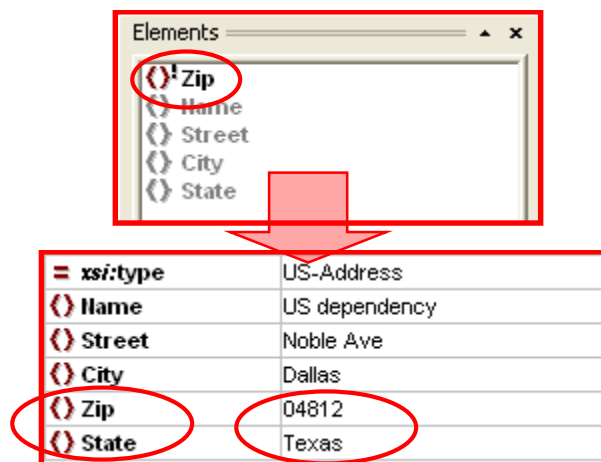 Elements
Zip
Name
Street
City
State
xsi:type US-Address
Name US dependency
Street Noble Ave
City Dallas
Zip 04812
State Texas